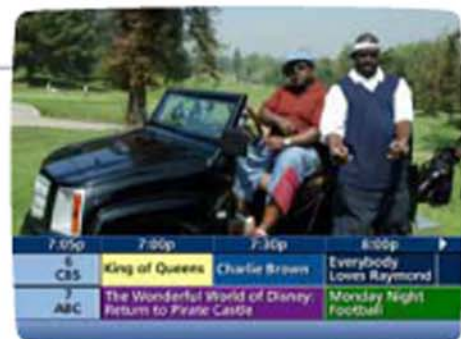 7:05p 7:00p 7:30p 8:00p
6 King of Queens Charlie Brown Everybody
CBS Loves Raymond
7 The Wonderful World of Disney: Monday Night
ABC Return to Pirate Castle Football